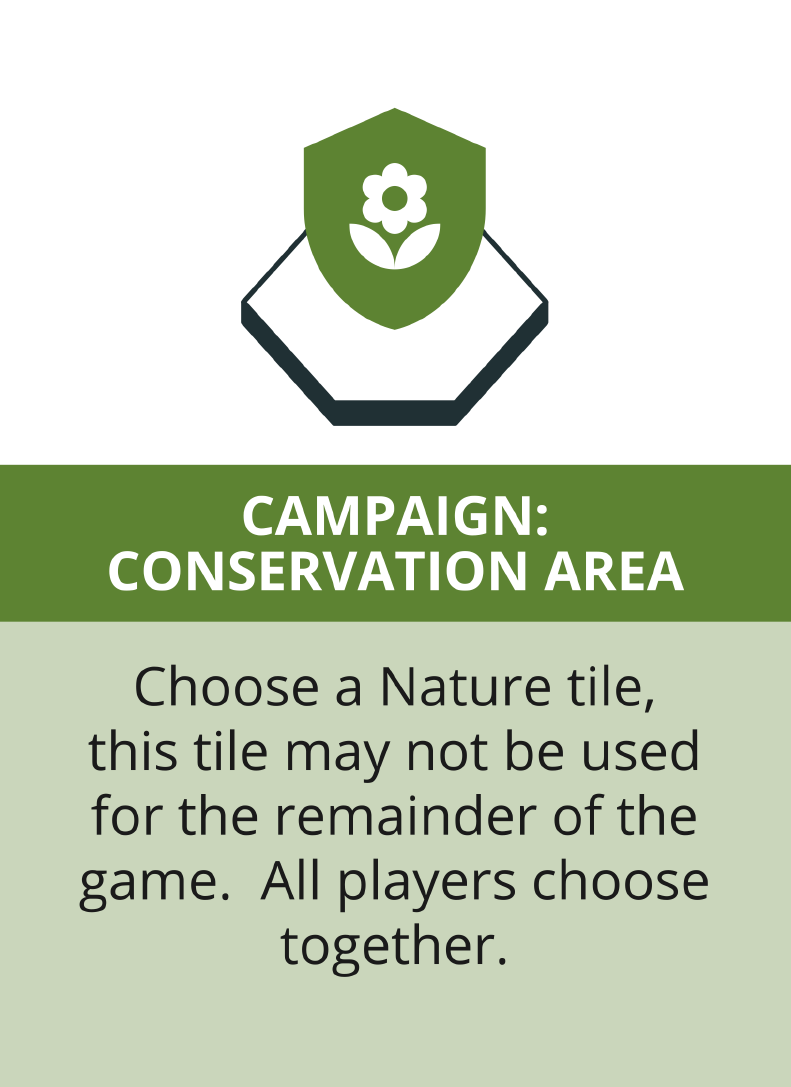 CAMPAIGN:
CONSERVATION AREA
Choose a Nature tile,
this tile may not be used
for the remainder of the
game.  All players choose
together.